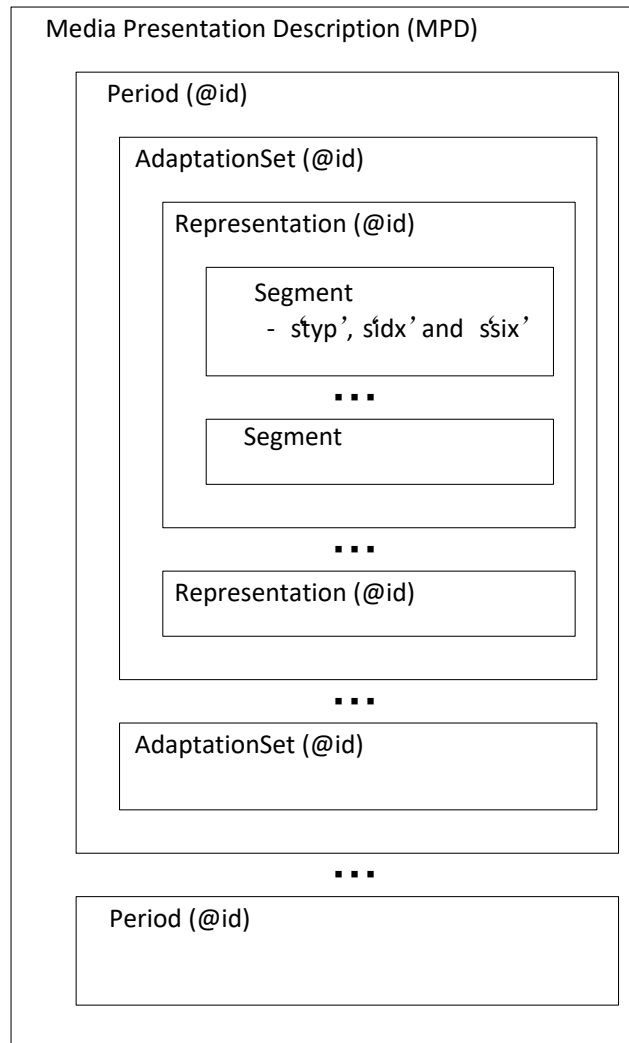 Media Presentation Description (MPD)
Period (@id)
AdaptationSet (@id)
Representation (@id)
Segment
- ‘styp’, ‘sidx’ and ‘ssix’
...
Segment
...
Representation (@id)
...
AdaptationSet (@id)
...
Period (@id)